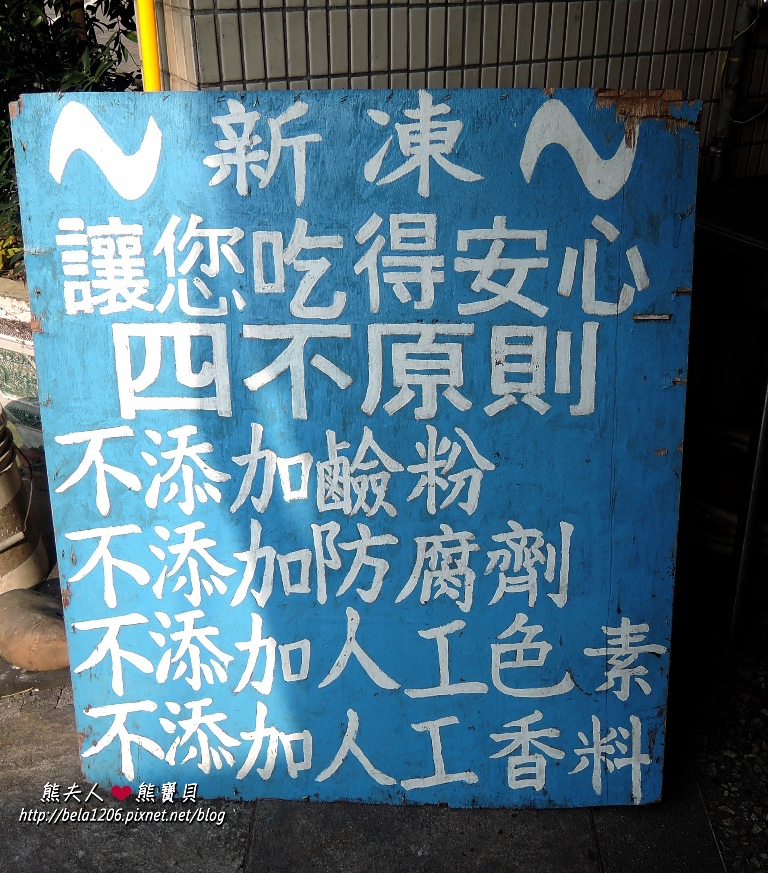 ~新凍~
讓您吃得安心
四不原則
不添加鹼粉
不添加防腐劑
不添加人工色素
不添加人工香料
熊夫人❤熊寶貝
http://bela1206.pixnet.net/blog